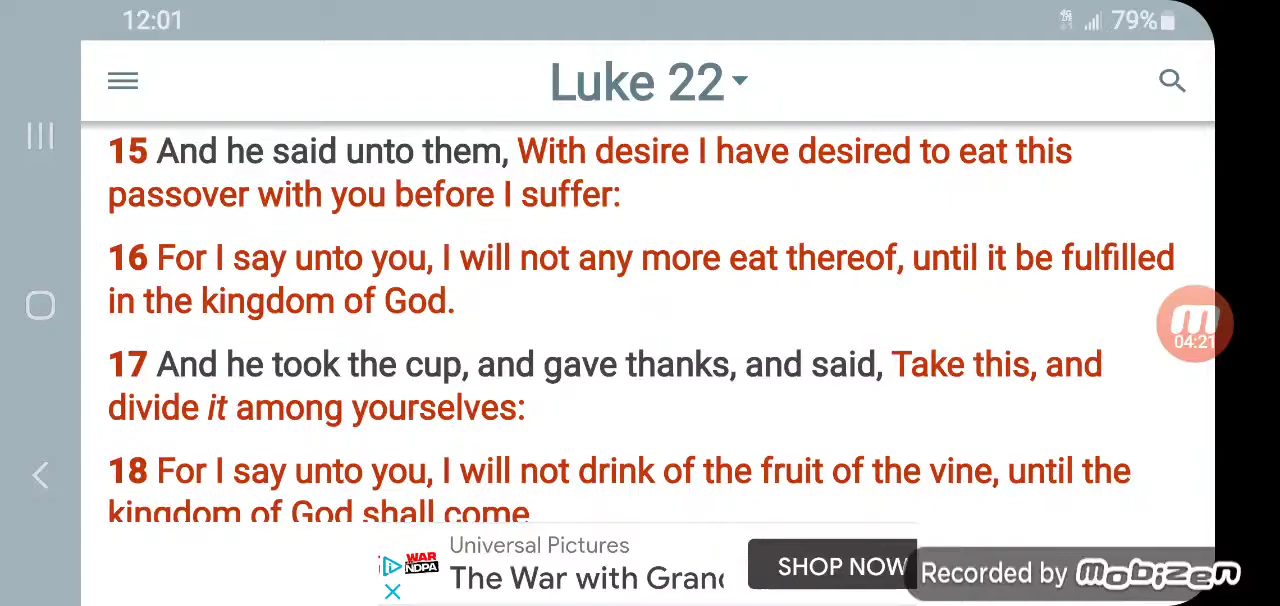 12:01
79%
Luke 22
15 And he said unto them, With desire I have desired to eat this
passover with you before I suffer:
16 For I say unto you, I will not any more eat thereof, until it be fulfilled
in the kingdom of God.
04:21
17 And he took the cup, and gave thanks, and said, Take this, and
divide it among yourselves:
18 For I say unto you, I will not drink of the fruit of the vine, until the
kingdom of God shall come
Universal Pictures
WAR
NDPA
The War with Gran
SHOP NOW
Recorded by mobizen